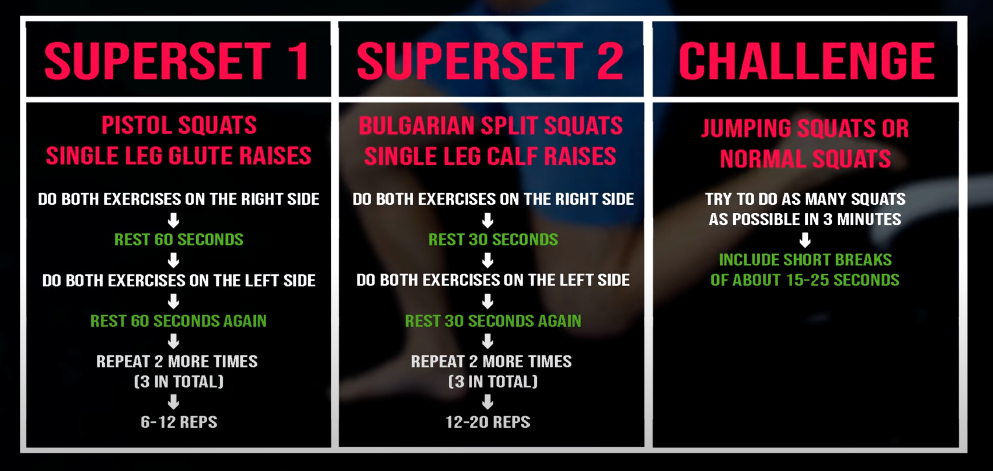 SUPERSET 1
PISTOL SQUATS
SINGLE LEG GLUTE RAISES
DO BOTH EXERCISES ON THE RIGHT SIDE
REST 60 SECONDS
DO BOTH EXERCISES ON THE LEFT SIDE
REST 60 SECONDS AGAIN
REPEAT 2 MORE TIMES
(3 IN TOTAL)
6-12 REPS
SUPERSET 2
BULGARIAN SPLIT SQUATS
SINGLE LEG CALF RAISES
DO BOTH EXERCISES ON THE RIGHT SIDE
REST 30 SECONDS
DO BOTH EXERCISES ON THE LEFT SIDE
REST 30 SECONDS AGAIN
REPEAT 2 MORE TIMES
(3 IN TOTAL)
12-20 REPS
CHALLENGE
JUMPING SQUATS OR
NORMAL SQUATS
TRY TO DO AS MANY SQUATS
AS POSSIBLE IN 3 MINUTES
INCLUDE SHORT BREAKS
OF ABOUT 15-25 SECONDS